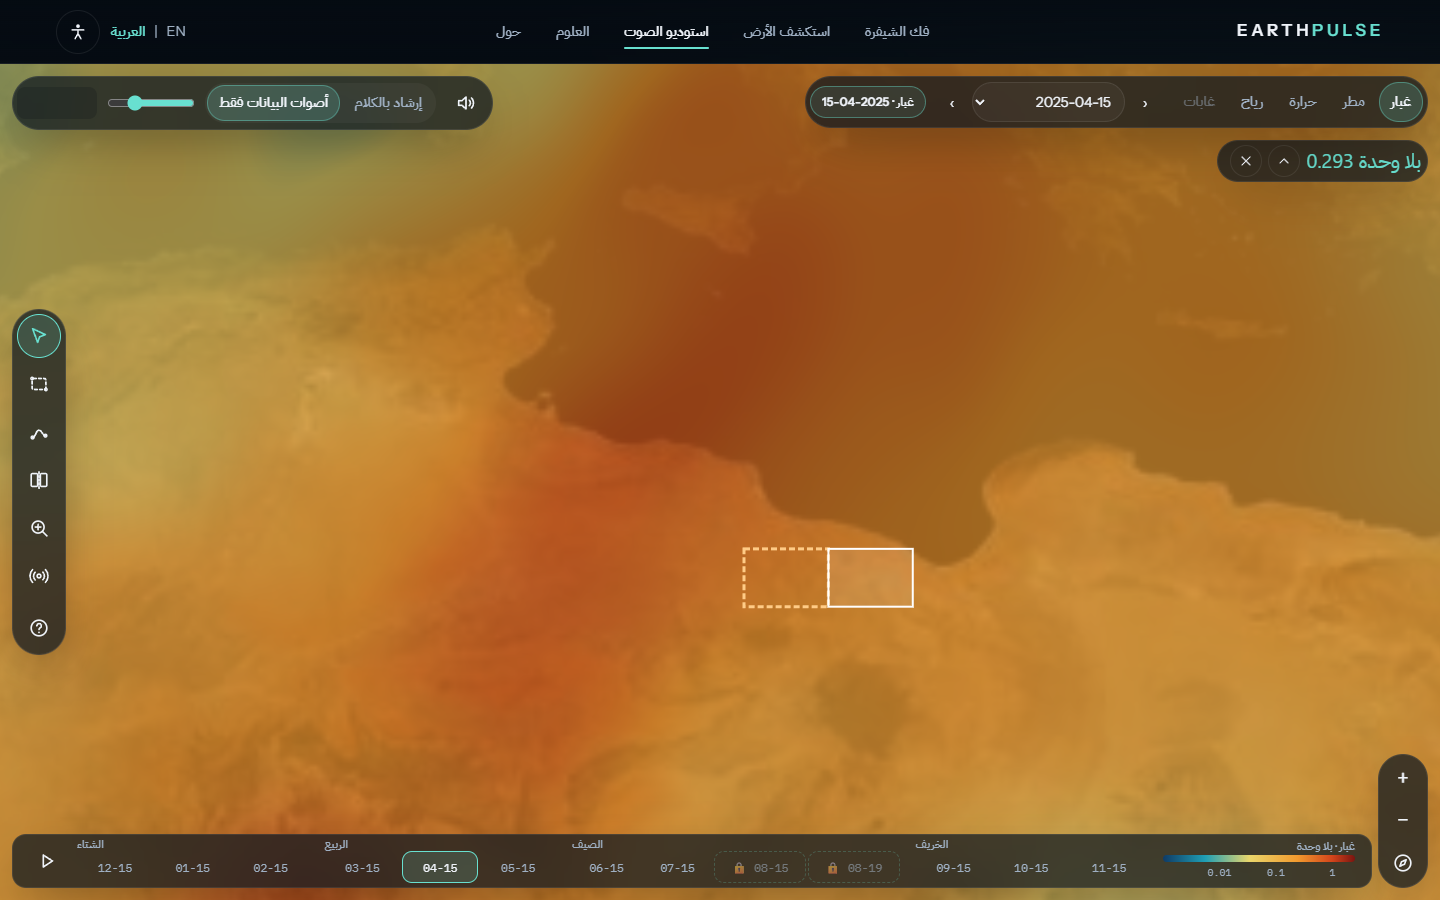 EARTHPULSE
فك الشيفرة
استكشف الأرض
استوديو الصوت
العلوم
حول
EN | العربية
غبار
مطر
حرارة
رياح
غابات
2025-04-15
غبار · 2025-04-15
إرشاد بالكلام
أصوات البيانات فقط
0.293 بلا وحدة
الشتاء
الربيع
الصيف
الخريف
12-15 01-15 02-15 03-15 04-15 05-15 06-15 07-15 08-15 08-19 09-15 10-15 11-15
غبار · بلا وحدة
0.01 0.1 1